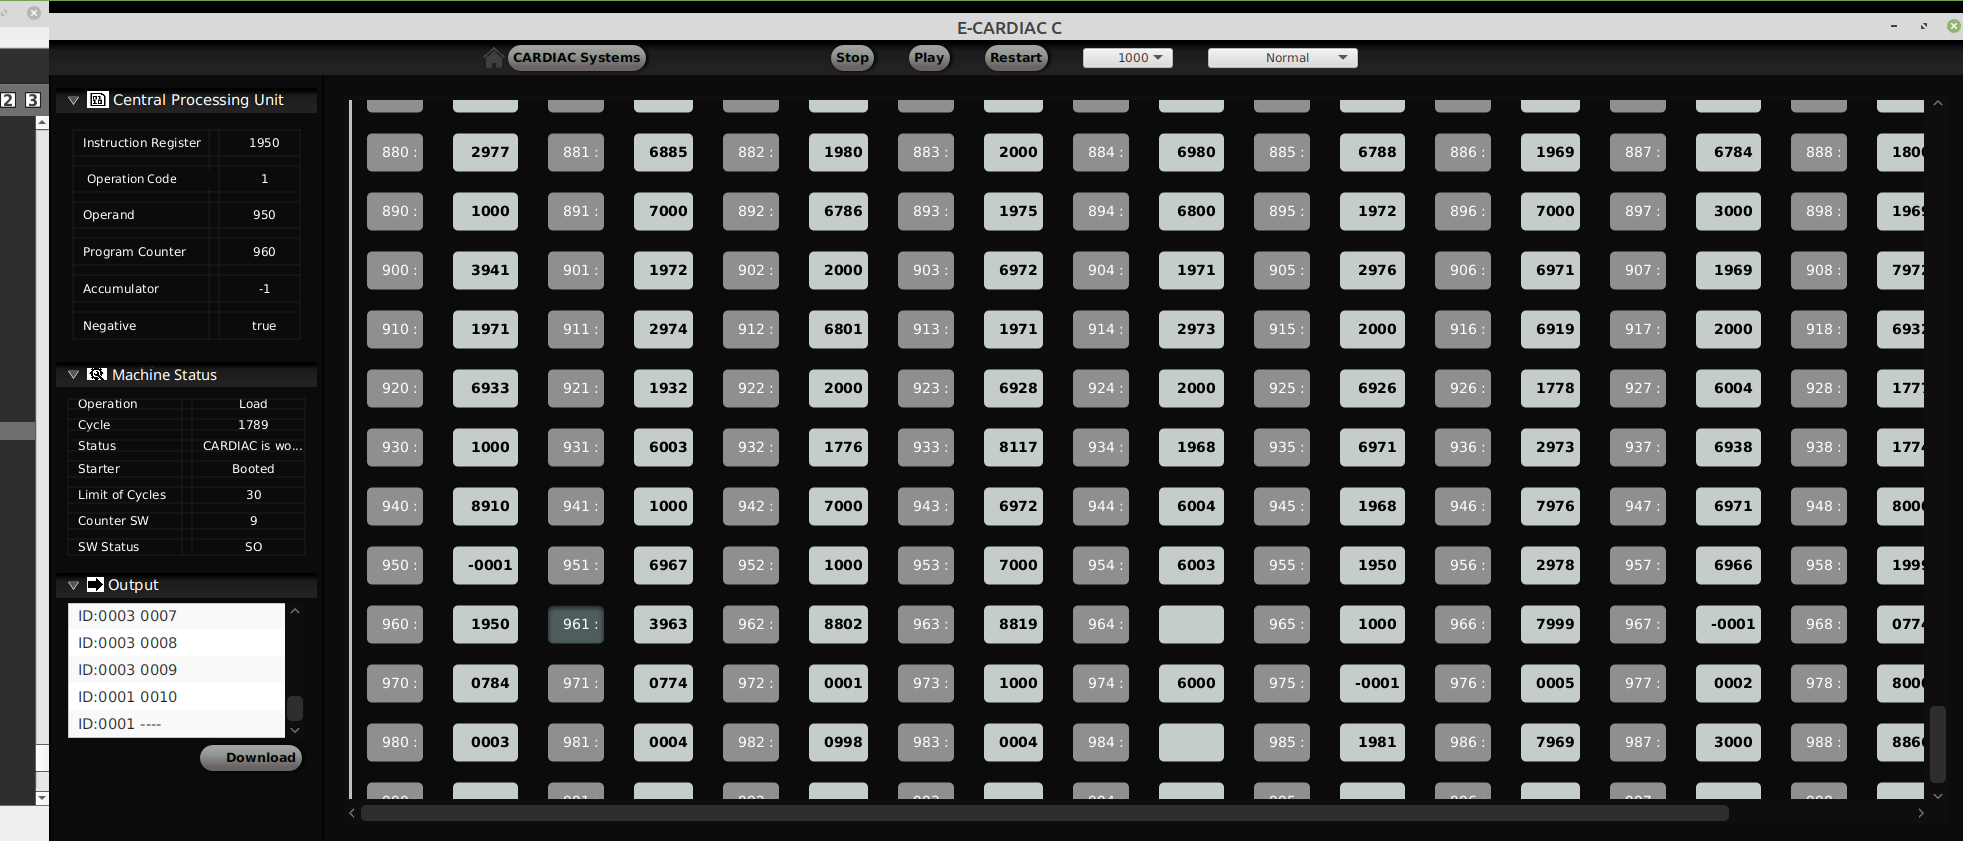 E-CARDIAC C
CARDIAC Systems Stop Play Restart 1000 Normal
2 3
Central Processing Unit
Instruction Register 1950
Operation Code 1
Operand 950
Program Counter 960
Accumulator -1
Negative true
Machine Status
Operation Load
Cycle 1789
Status CARDIAC is wo...
Starter Booted
Limit of Cycles 30
Counter SW 9
SW Status SO
Output
ID:0003 0007
ID:0003 0008
ID:0003 0009
ID:0001 0010
ID:0001 ----
Download
880 : 2977 881 : 6885 882 : 1980 883 : 2000 884 : 6980 885 : 6788 886 : 1969 887 : 6784 888 : 180
890 : 1000 891 : 7000 892 : 6786 893 : 1975 894 : 6800 895 : 1972 896 : 7000 897 : 3000 898 : 196
900 : 3941 901 : 1972 902 : 2000 903 : 6972 904 : 1971 905 : 2976 906 : 6971 907 : 1969 908 : 797
910 : 1971 911 : 2974 912 : 6801 913 : 1971 914 : 2973 915 : 2000 916 : 6919 917 : 2000 918 : 693
920 : 6933 921 : 1932 922 : 2000 923 : 6928 924 : 2000 925 : 6926 926 : 1778 927 : 6004 928 : 177
930 : 1000 931 : 6003 932 : 1776 933 : 8117 934 : 1968 935 : 6971 936 : 2973 937 : 6938 938 : 177
940 : 8910 941 : 1000 942 : 7000 943 : 6972 944 : 6004 945 : 1968 946 : 7976 947 : 6971 948 : 800
950 : -0001 951 : 6967 952 : 1000 953 : 7000 954 : 6003 955 : 1950 956 : 2978 957 : 6966 958 : 199
960 : 1950 961 : 3963 962 : 8802 963 : 8819 964 : 965 : 1000 966 : 7999 967 : -0001 968 : 077
970 : 0784 971 : 0774 972 : 0001 973 : 1000 974 : 6000 975 : -0001 976 : 0005 977 : 0002 978 : 800
980 : 0003 981 : 0004 982 : 0998 983 : 0004 984 : 985 : 1981 986 : 7969 987 : 3000 988 : 886